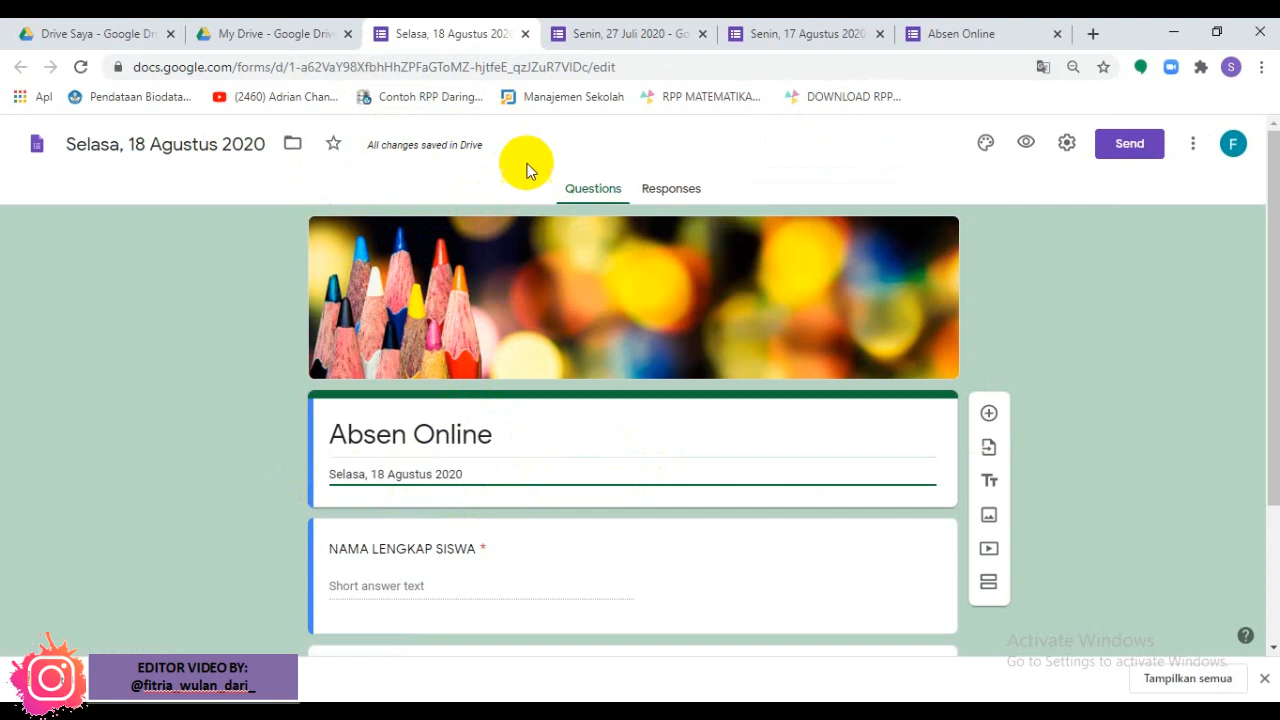 Drive Saya - Google Dri
My Drive - Google Drive
Selasa, 18 Agustus 2020
Senin, 27 Juli 2020 - Go
Senin, 17 Agustus 2020
Absen Online
docs.google.com/forms/d/1-a62VaY98XfbhHhZPFaGToMZ-hjtfeE_qzJZuR7VIDc/edit
S
Apl
Pendataan Biodata...
(2460) Adrian Chan...
Contoh RPP Daring...
Manajemen Sekolah
RPP MATEMATIKA...
DOWNLOAD RPP...
Selasa, 18 Agustus 2020
All changes saved in Drive
Send
F
Questions
Responses
Absen Online
Selasa, 18 Agustus 2020
NAMA LENGKAP SISWA *
Short answer text
Activate Windows
Go to Settings to activate Windows.
Tampilkan semua
EDITOR VIDEO BY:
@fitria_wulan_dari_